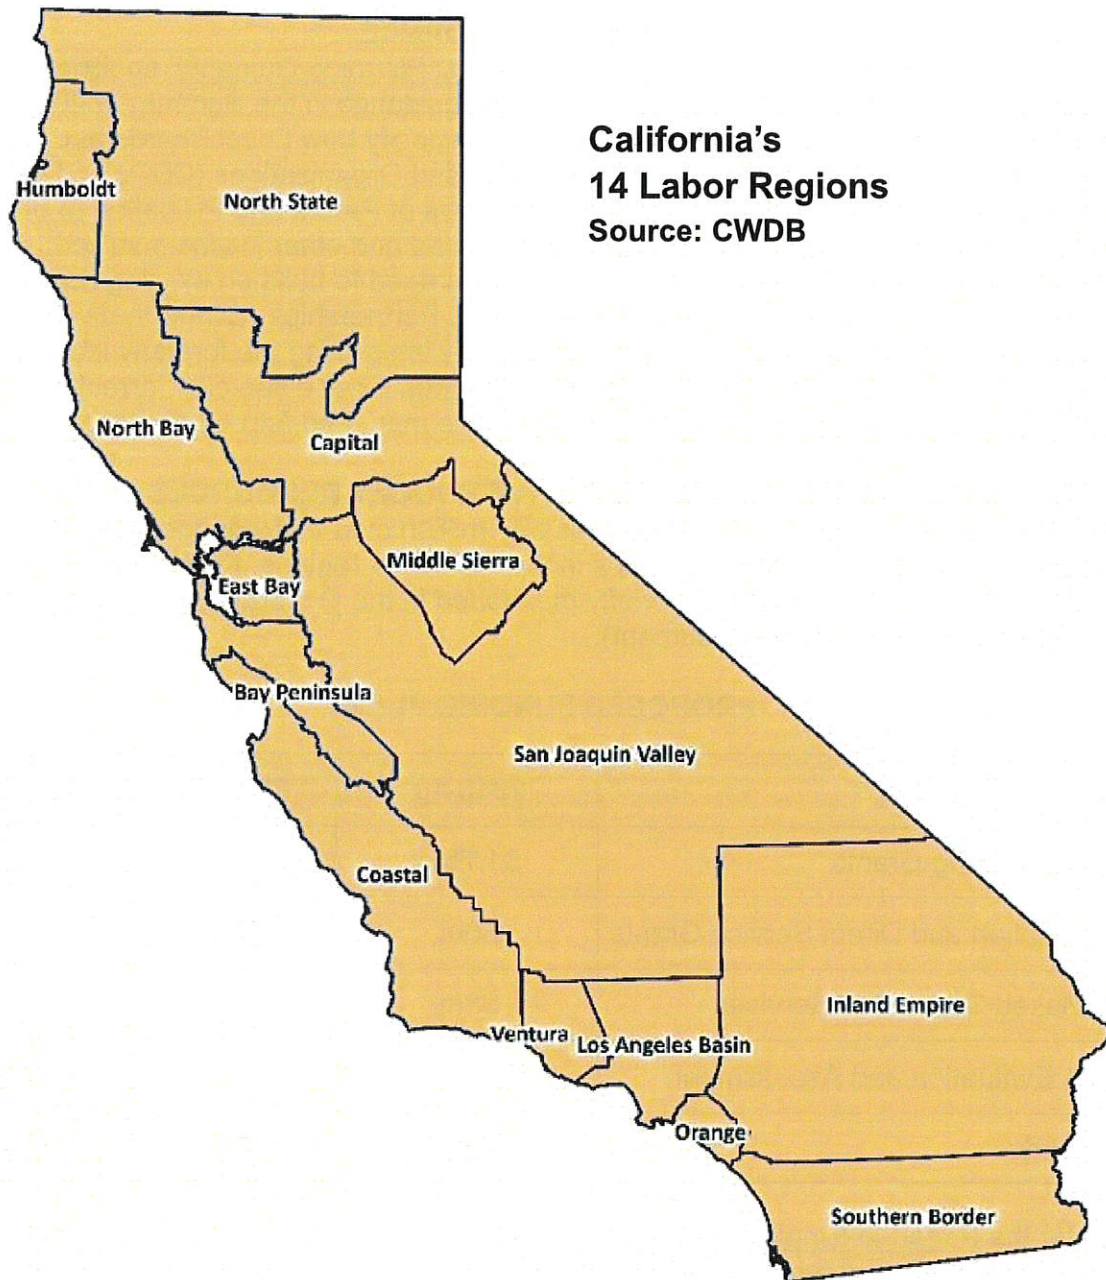 California's
14 Labor Regions
Source: CWDB
Humboldt
North State
North Bay
Capital
Middle Sierra
East Bay
Bay Peninsula
San Joaquin Valley
Coastal
Inland Empire
Ventura
Los Angeles Basin
Orange
Southern Border